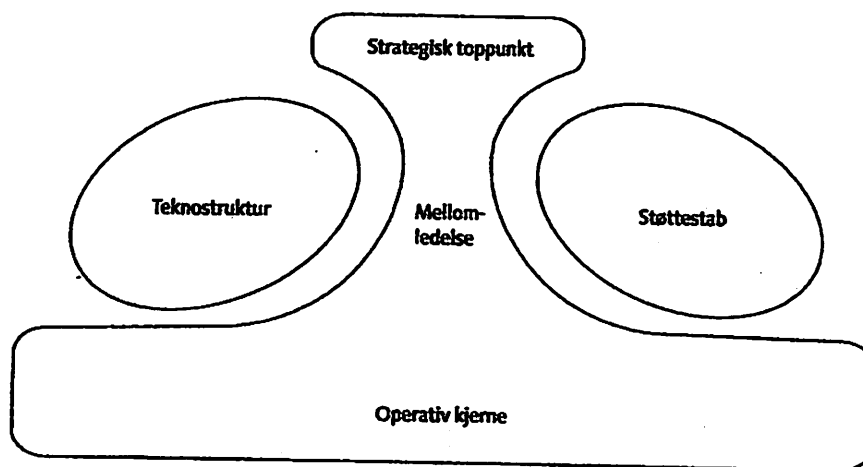 Strategisk toppunkt
Teknostruktur
Mellom-
ledelse
Støttestab
Operativ kjerne